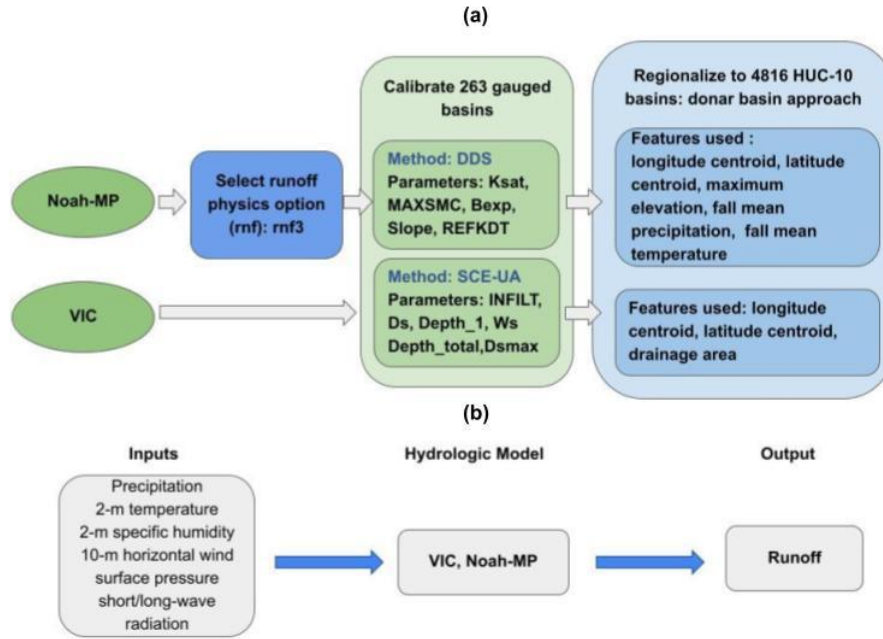 (a)
Calibrate 263 gauged
basins
Regionalize to 4816 HUC-10
basins: donar basin approach
Noah-MP
Select runoff
physics option
(rnf): rnf3
Method: DDS
Parameters: Ksat,
MAXSMC, Bexp,
Slope, REFKDT
Features used :
longitude centroid, latitude
centroid, maximum
elevation, fall mean
precipitation, fall mean
temperature
VIC
Method: SCE-UA
Parameters: INFILT,
Ds, Depth_1, Ws
Depth_total,Dsmax
Features used: longitude
centroid, latitude centroid,
drainage area
(b)
Inputs
Precipitation
2-m temperature
2-m specific humidity
10-m horizontal wind
surface pressure
short/long-wave
radiation
Hydrologic Model
VIC, Noah-MP
Output
Runoff